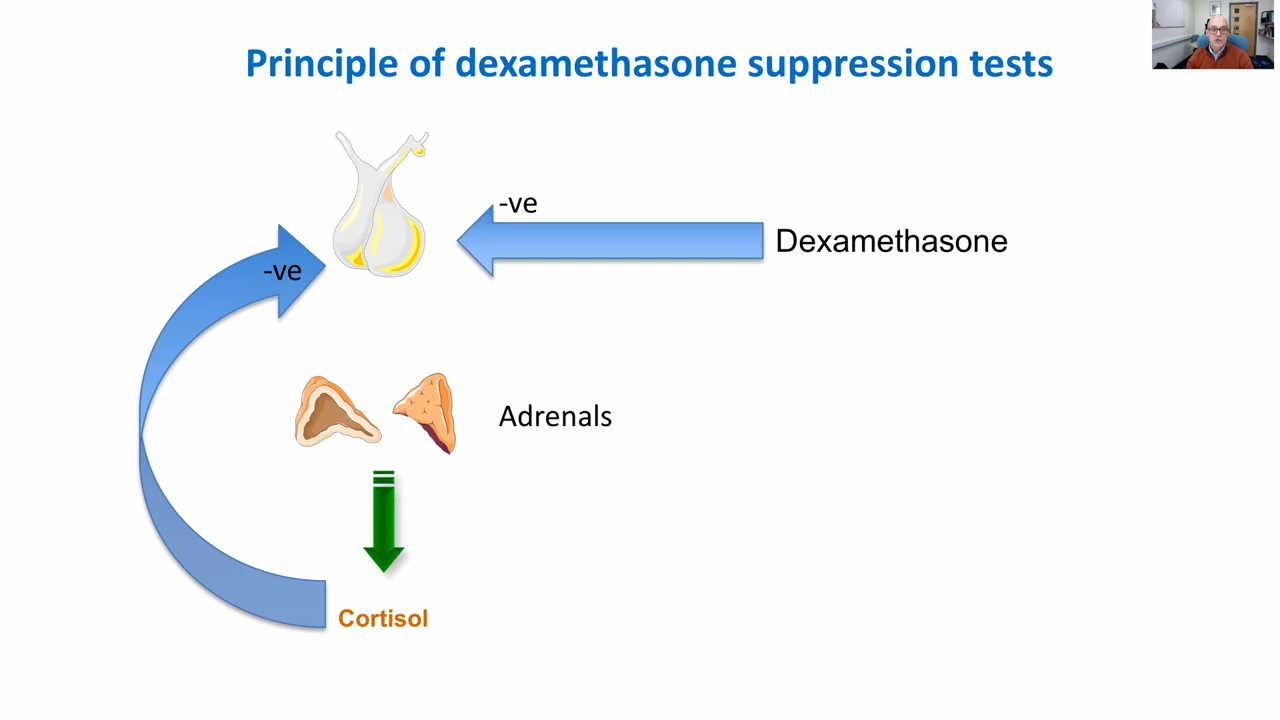 Principle of dexamethasone suppression tests
-ve
Dexamethasone
-ve
Adrenals
Cortisol